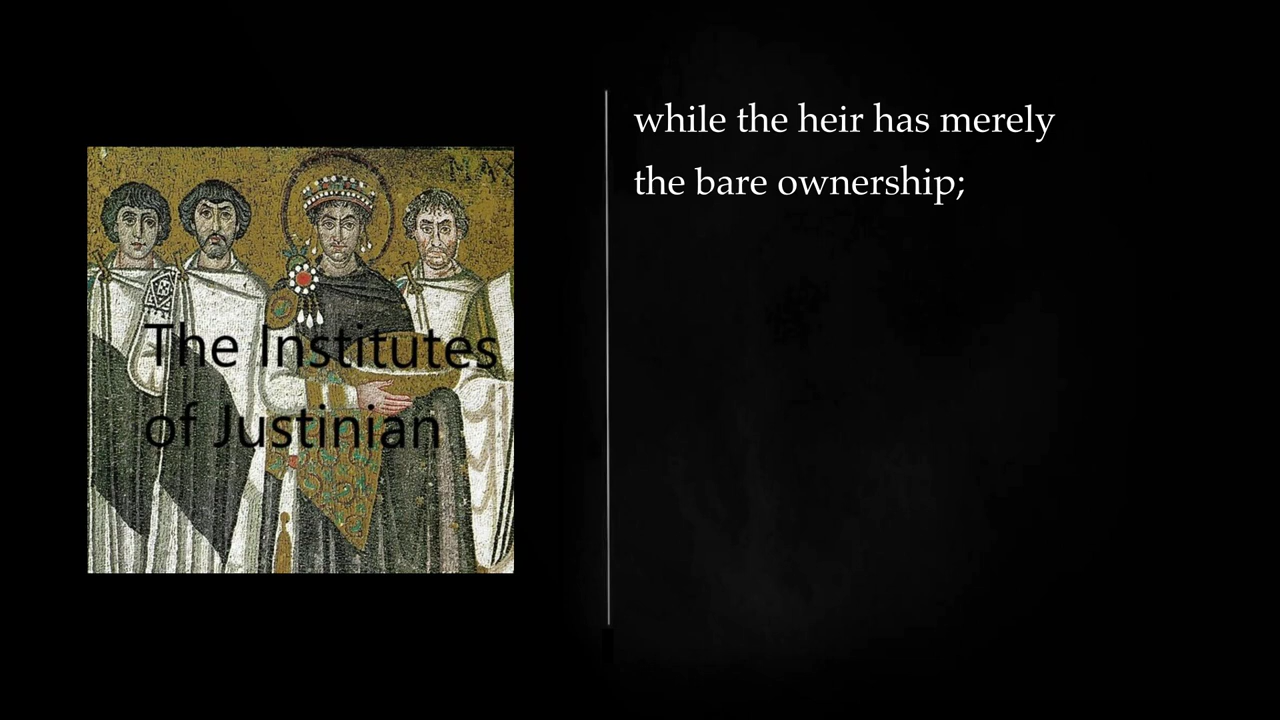 The Institutes
of Justinian
while the heir has merely
the bare ownership;